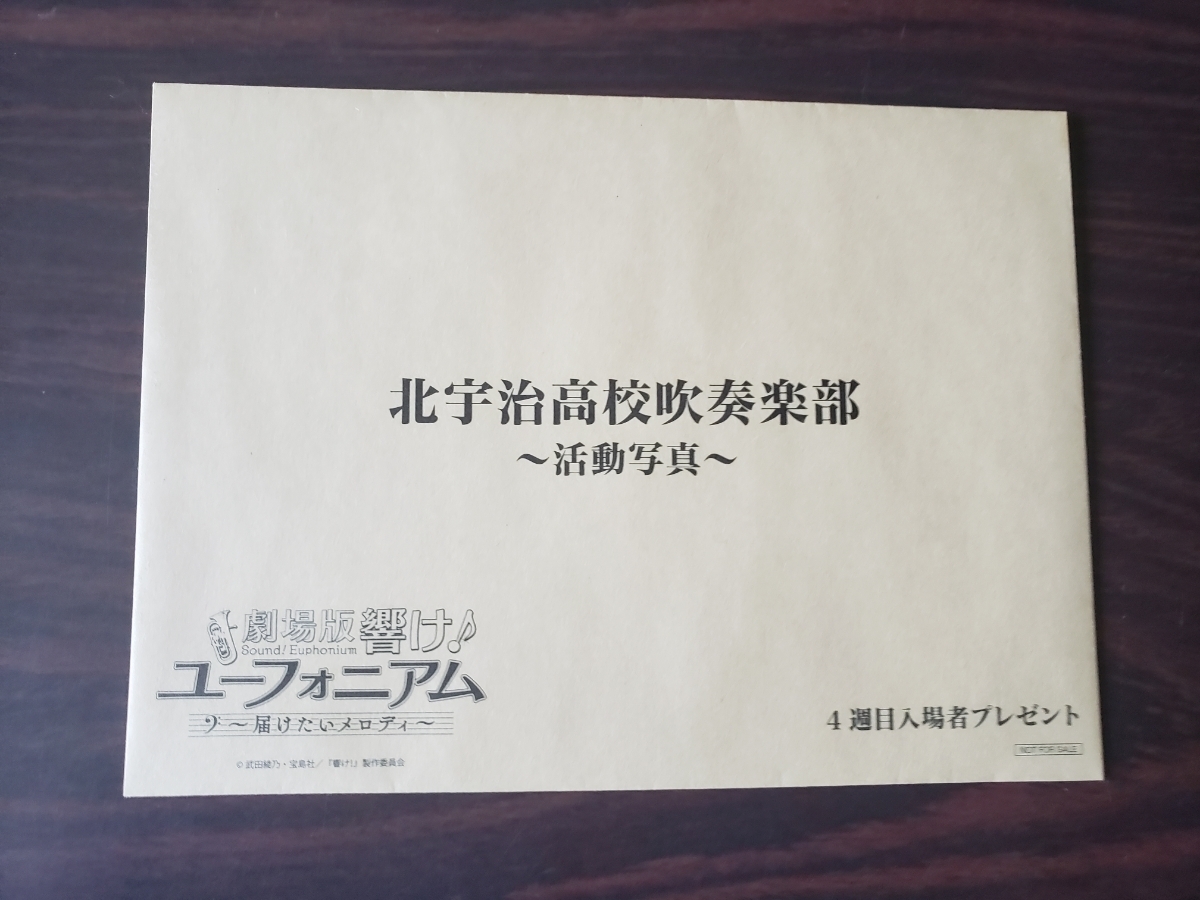 北宇治高校吹奏楽部
～活動写真～
劇場版 響け!
Sound! Euphonium
ユーフォニアム
～届けたいメロディ～
© 武田綾乃・宝島社/『響け!』製作委員会
4週目入場者プレゼント
NOT FOR SALE